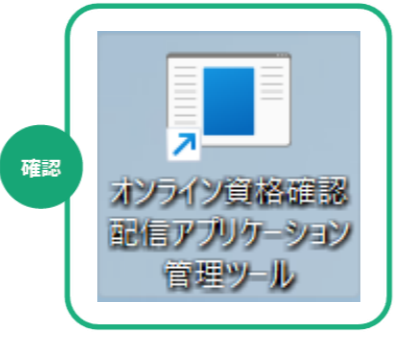 確認
オンライン資格確認
配信アプリケーション
管理ツール